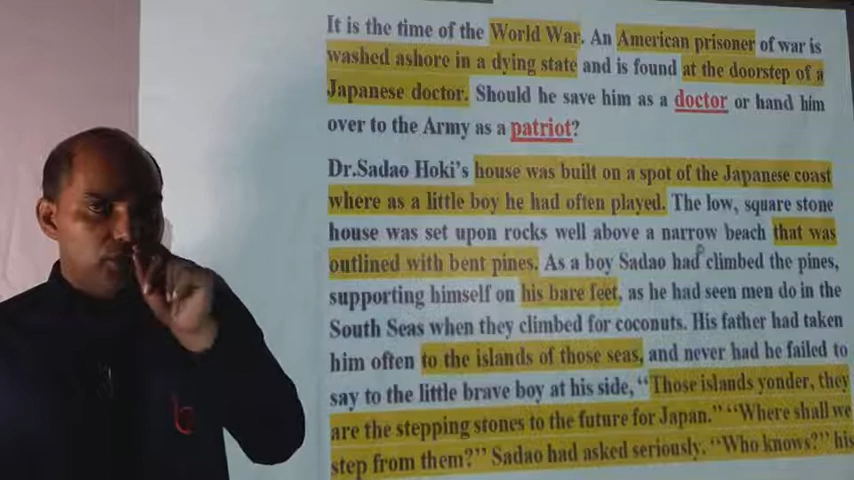 It is the time of the World War. An American prisoner of war is
washed ashore in a dying state and is found at the doorstep of a
Japanese doctor. Should he save him as a doctor or hand him
over to the Army as a patriot?
Dr.Sadao Hoki's house was built on a spot of the Japanese coast
where as a little boy he had often played. The low, square stone
house was set upon rocks well above a narrow beach that was
outlined with bent pines. As a boy Sadao had climbed the pines,
supporting himself on his bare feet, as he had seen men do in the
South Seas when they climbed for coconuts. His father had taken
him often to the islands of those seas, and never had he failed to
say to the little brave boy at his side, “Those islands yonder, they
are the stepping stones to the future for Japan.” “Where shall we
step from them?” Sadao had asked seriously. “Who knows?” his